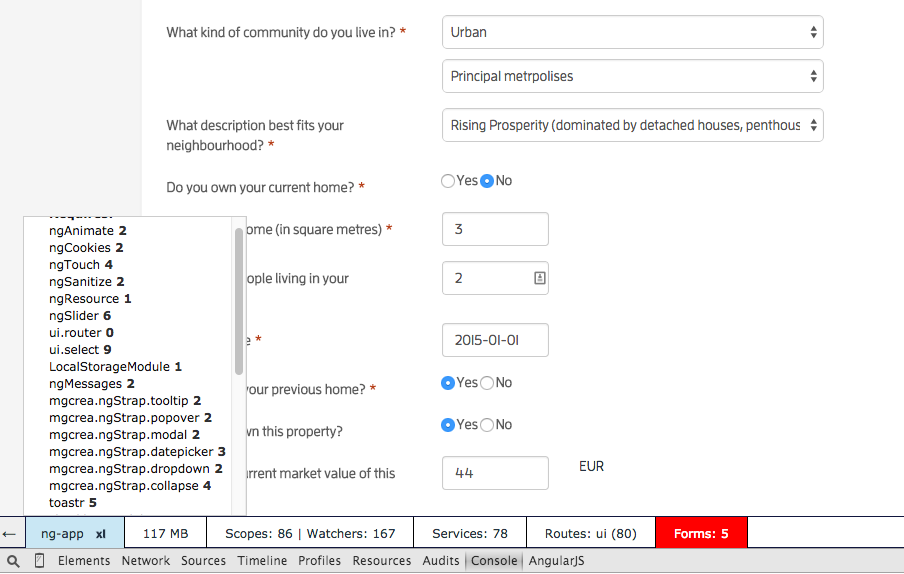 What kind of community do you live in? *
Urban
Principal metrpolises
What description best fits your
neighbourhood? *
Rising Prosperity (dominated by detached houses, penthous
Do you own your current home? *
Yes No
ome (in square metres) *
3
ople living in your
2
e *
2015-01-01
your previous home? *
Yes No
wn this property?
Yes No
urrent market value of this
44
EUR
ngAnimate 2
ngCookies 2
ngTouch 4
ngSanitize 2
ngResource 1
ngSlider 6
ui.router 0
ui.select 9
LocalStorageModule 1
ngMessages 2
mgcrea.ngStrap.tooltip 2
mgcrea.ngStrap.popover 2
mgcrea.ngStrap.modal 2
mgcrea.ngStrap.datepicker 3
mgcrea.ngStrap.dropdown 2
mgcrea.ngStrap.collapse 4
toastr 5
← ng-app xl 117 MB Scopes: 86 | Watchers: 167 Services: 78 Routes: ui (80) Forms: 5
Elements Network Sources Timeline Profiles Resources Audits Console AngularJS